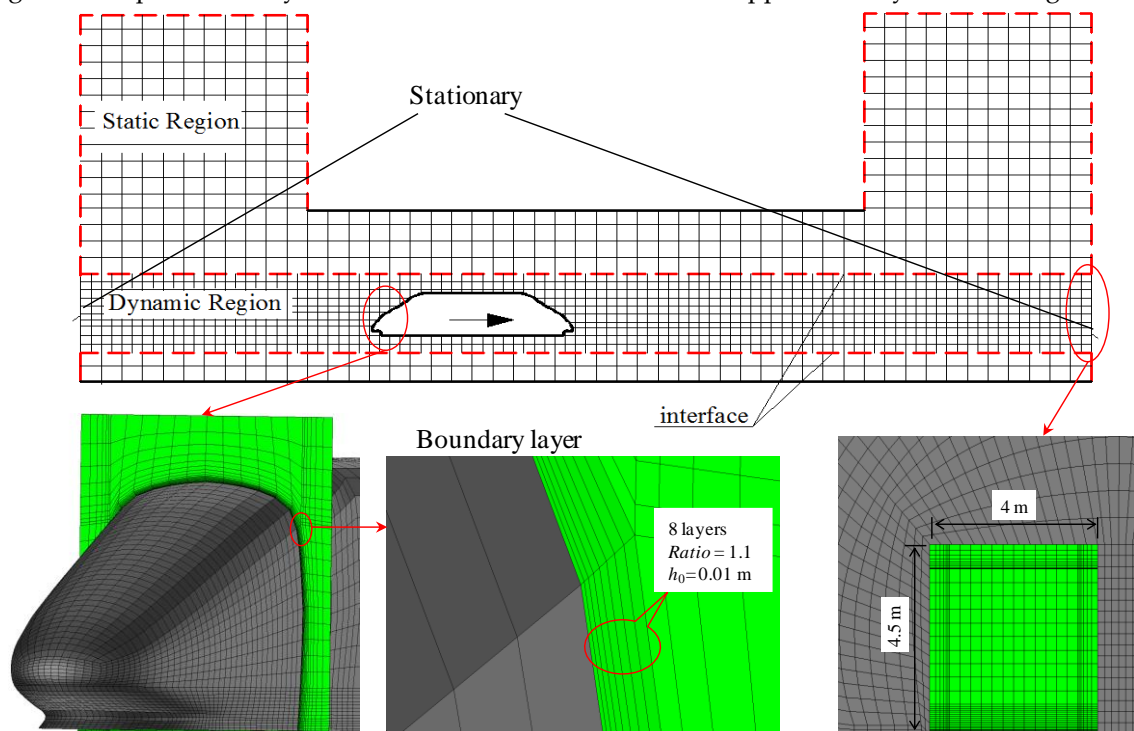 Stationary
Static Region
Dynamic Region
interface
Boundary layer
8 layers
Ratio = 1.1
h₀=0.01 m
4 m
4.5 m